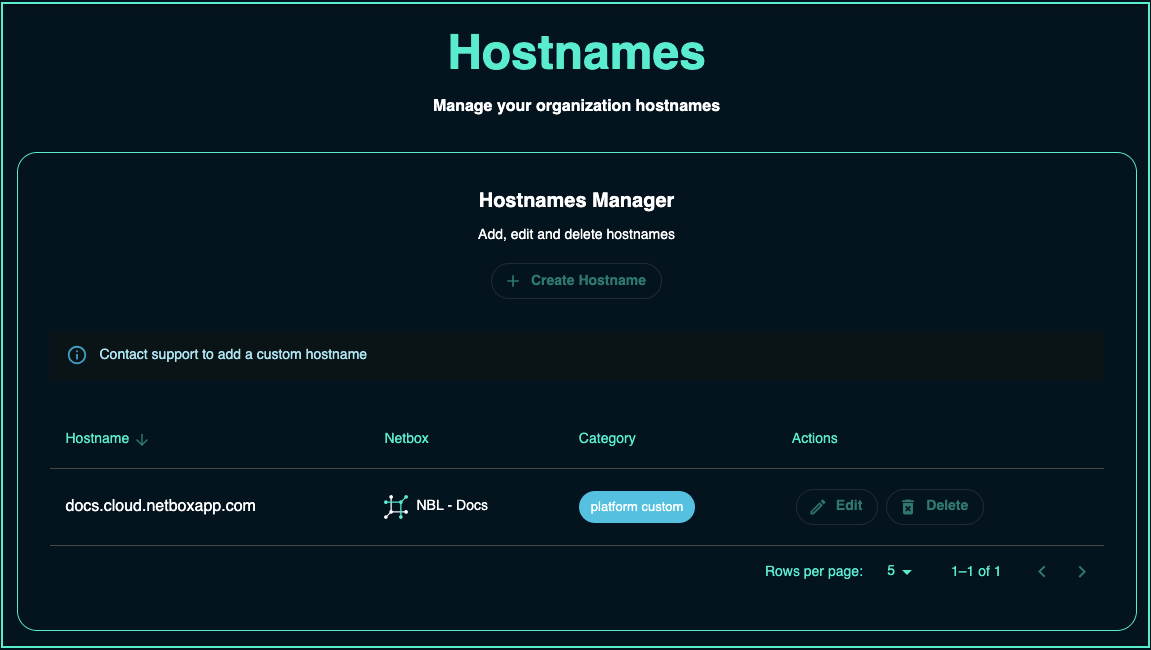 Hostnames
Manage your organization hostnames
Hostnames Manager
Add, edit and delete hostnames
Create Hostname
Contact support to add a custom hostname
Hostname Netbox Category Actions
docs.cloud.netboxapp.com NBL - Docs platform custom Edit Delete
Rows per page: 5 1–1 of 1